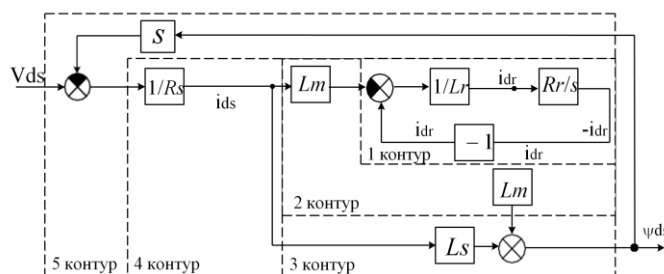 s
Vds
1/Rs
ids
Lm
1/Lr
idr
Rr/s
idr
– 1
-idr
idr
1 контур
Lm
2 контур
Ls
ψds
5 контур
4 контур
3 контур